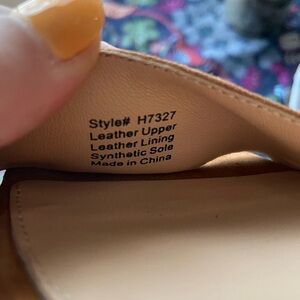 Style# H7327
Leather Upper
Leather Lining
Synthetic Sole
Made in China